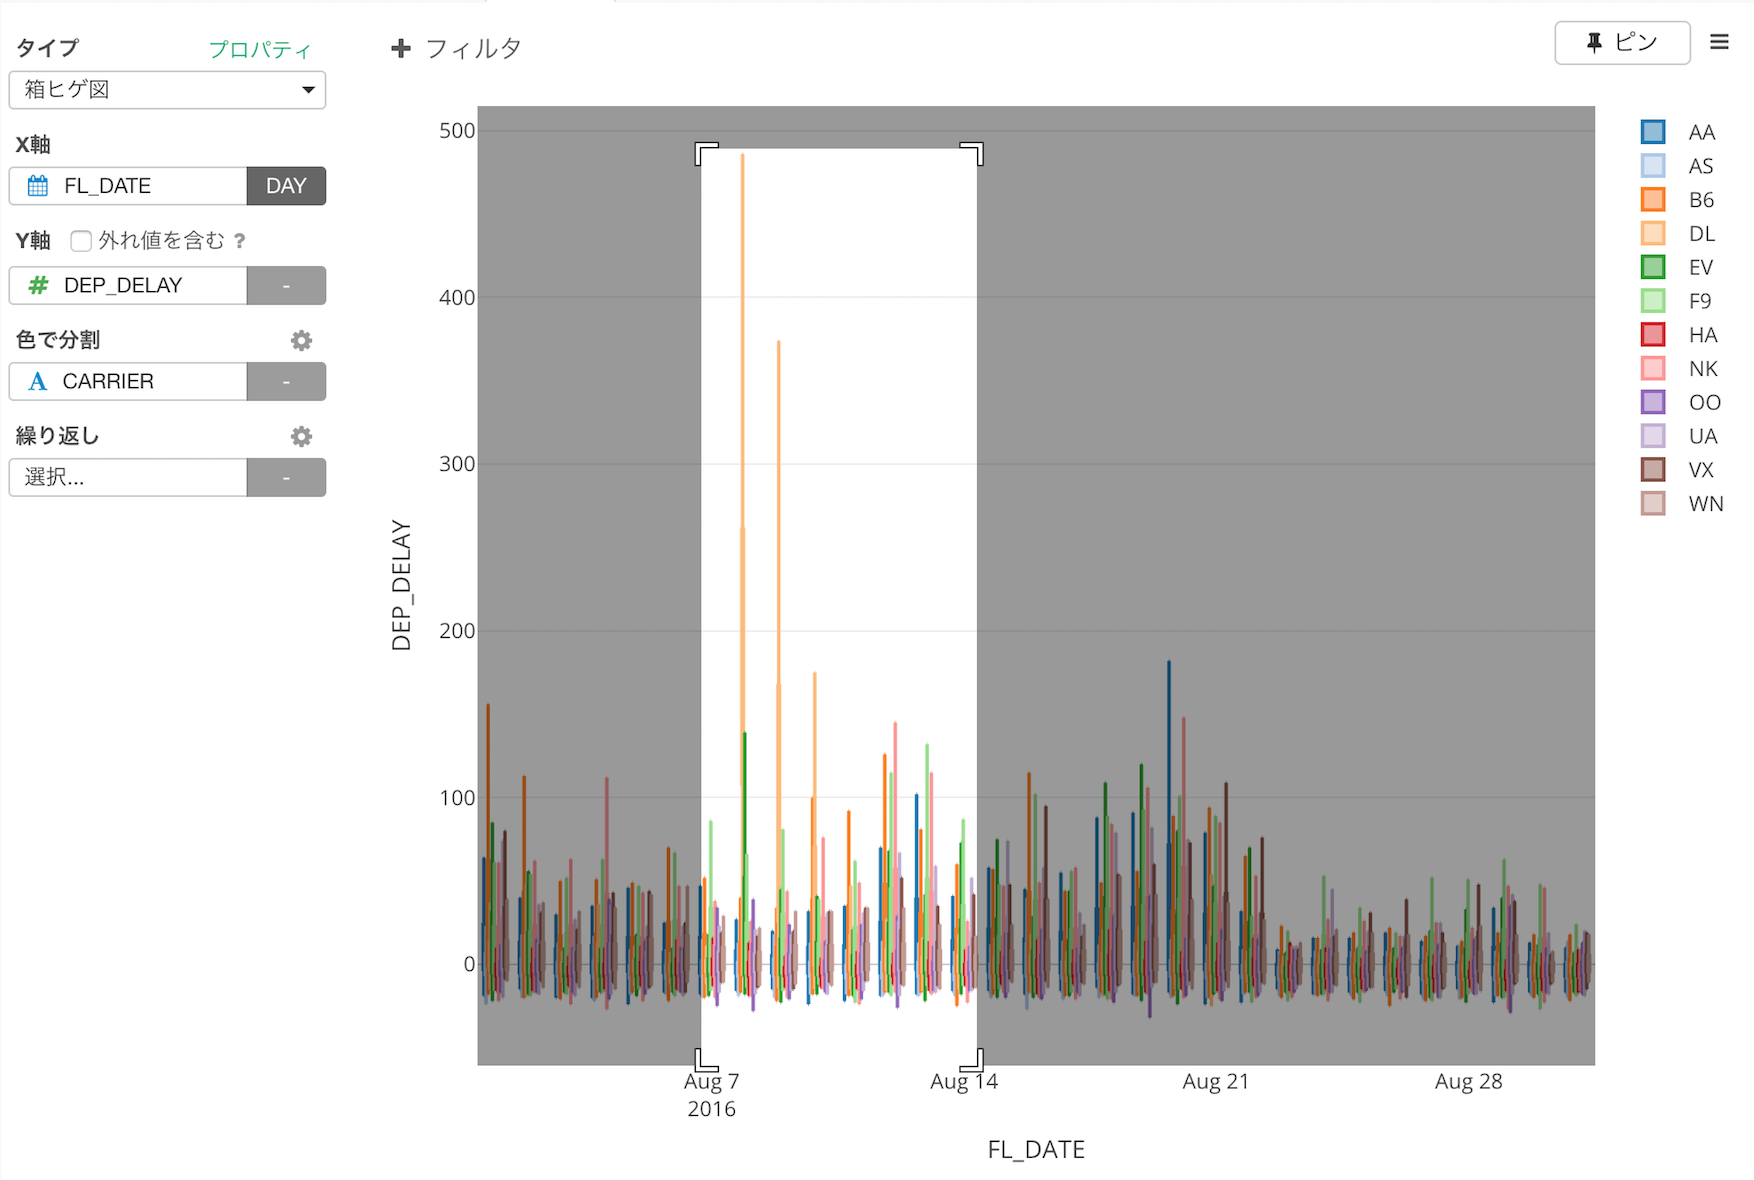 タイプ
プロパティ
箱ヒゲ図
X軸
FL_DATE
DAY
Y軸
外れ値を含む ?
DEP_DELAY
-
色で分割
CARRIER
-
繰り返し
選択...
-
フィルタ
ピン
500
400
300
200
100
0
DEP_DELAY
Aug 7
2016
Aug 14
Aug 21
Aug 28
FL_DATE
AA
AS
B6
DL
EV
F9
HA
NK
OO
UA
VX
WN